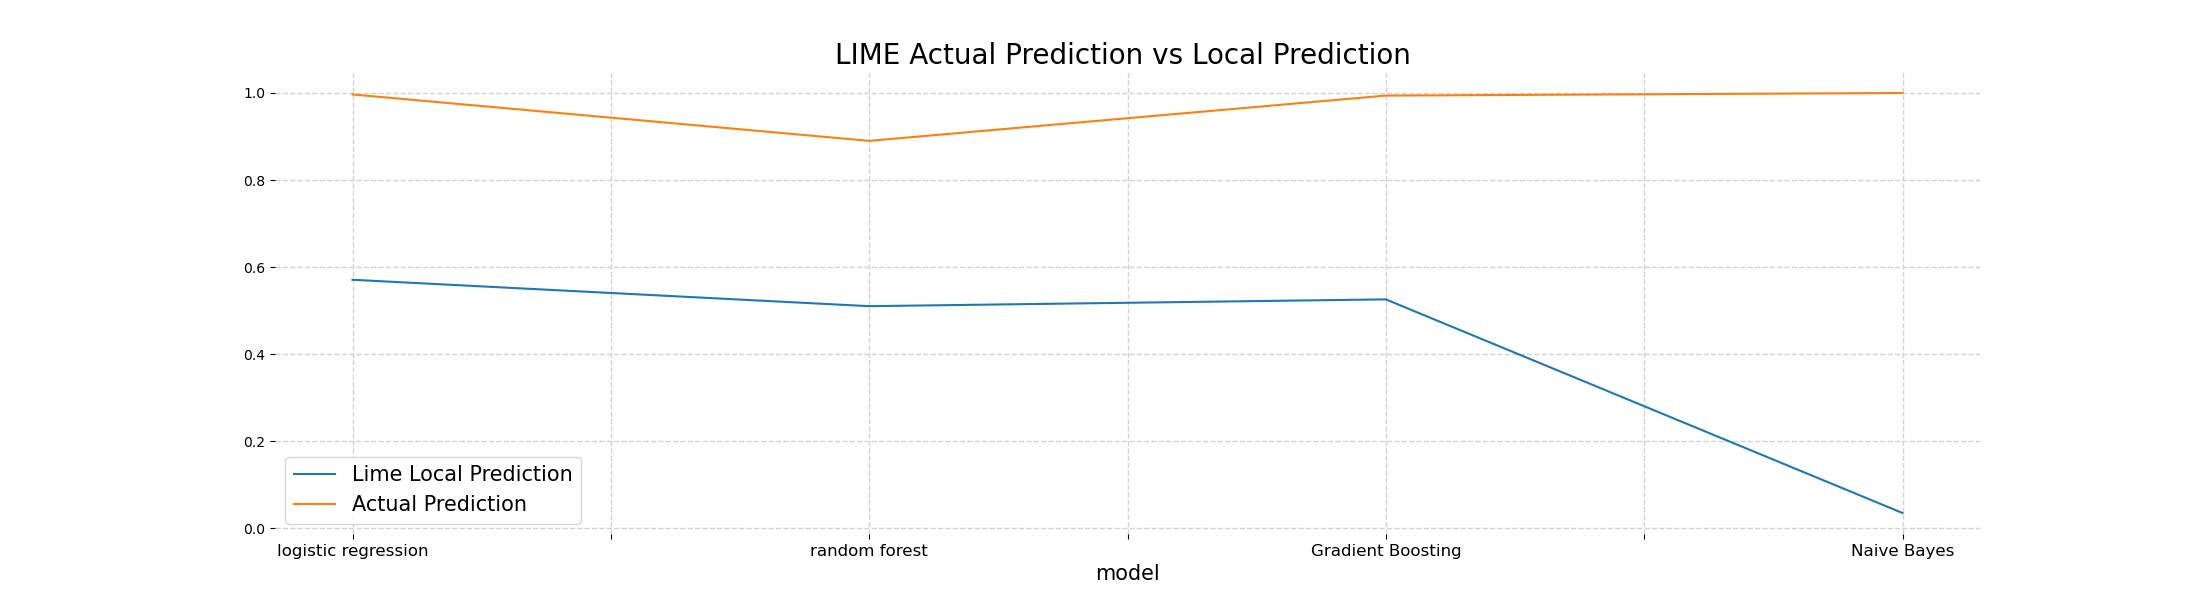 LIME Actual Prediction vs Local Prediction
1.0
0.8
0.6
0.4
0.2
0.0
Lime Local Prediction
Actual Prediction
logistic regression random forest Gradient Boosting Naive Bayes
model